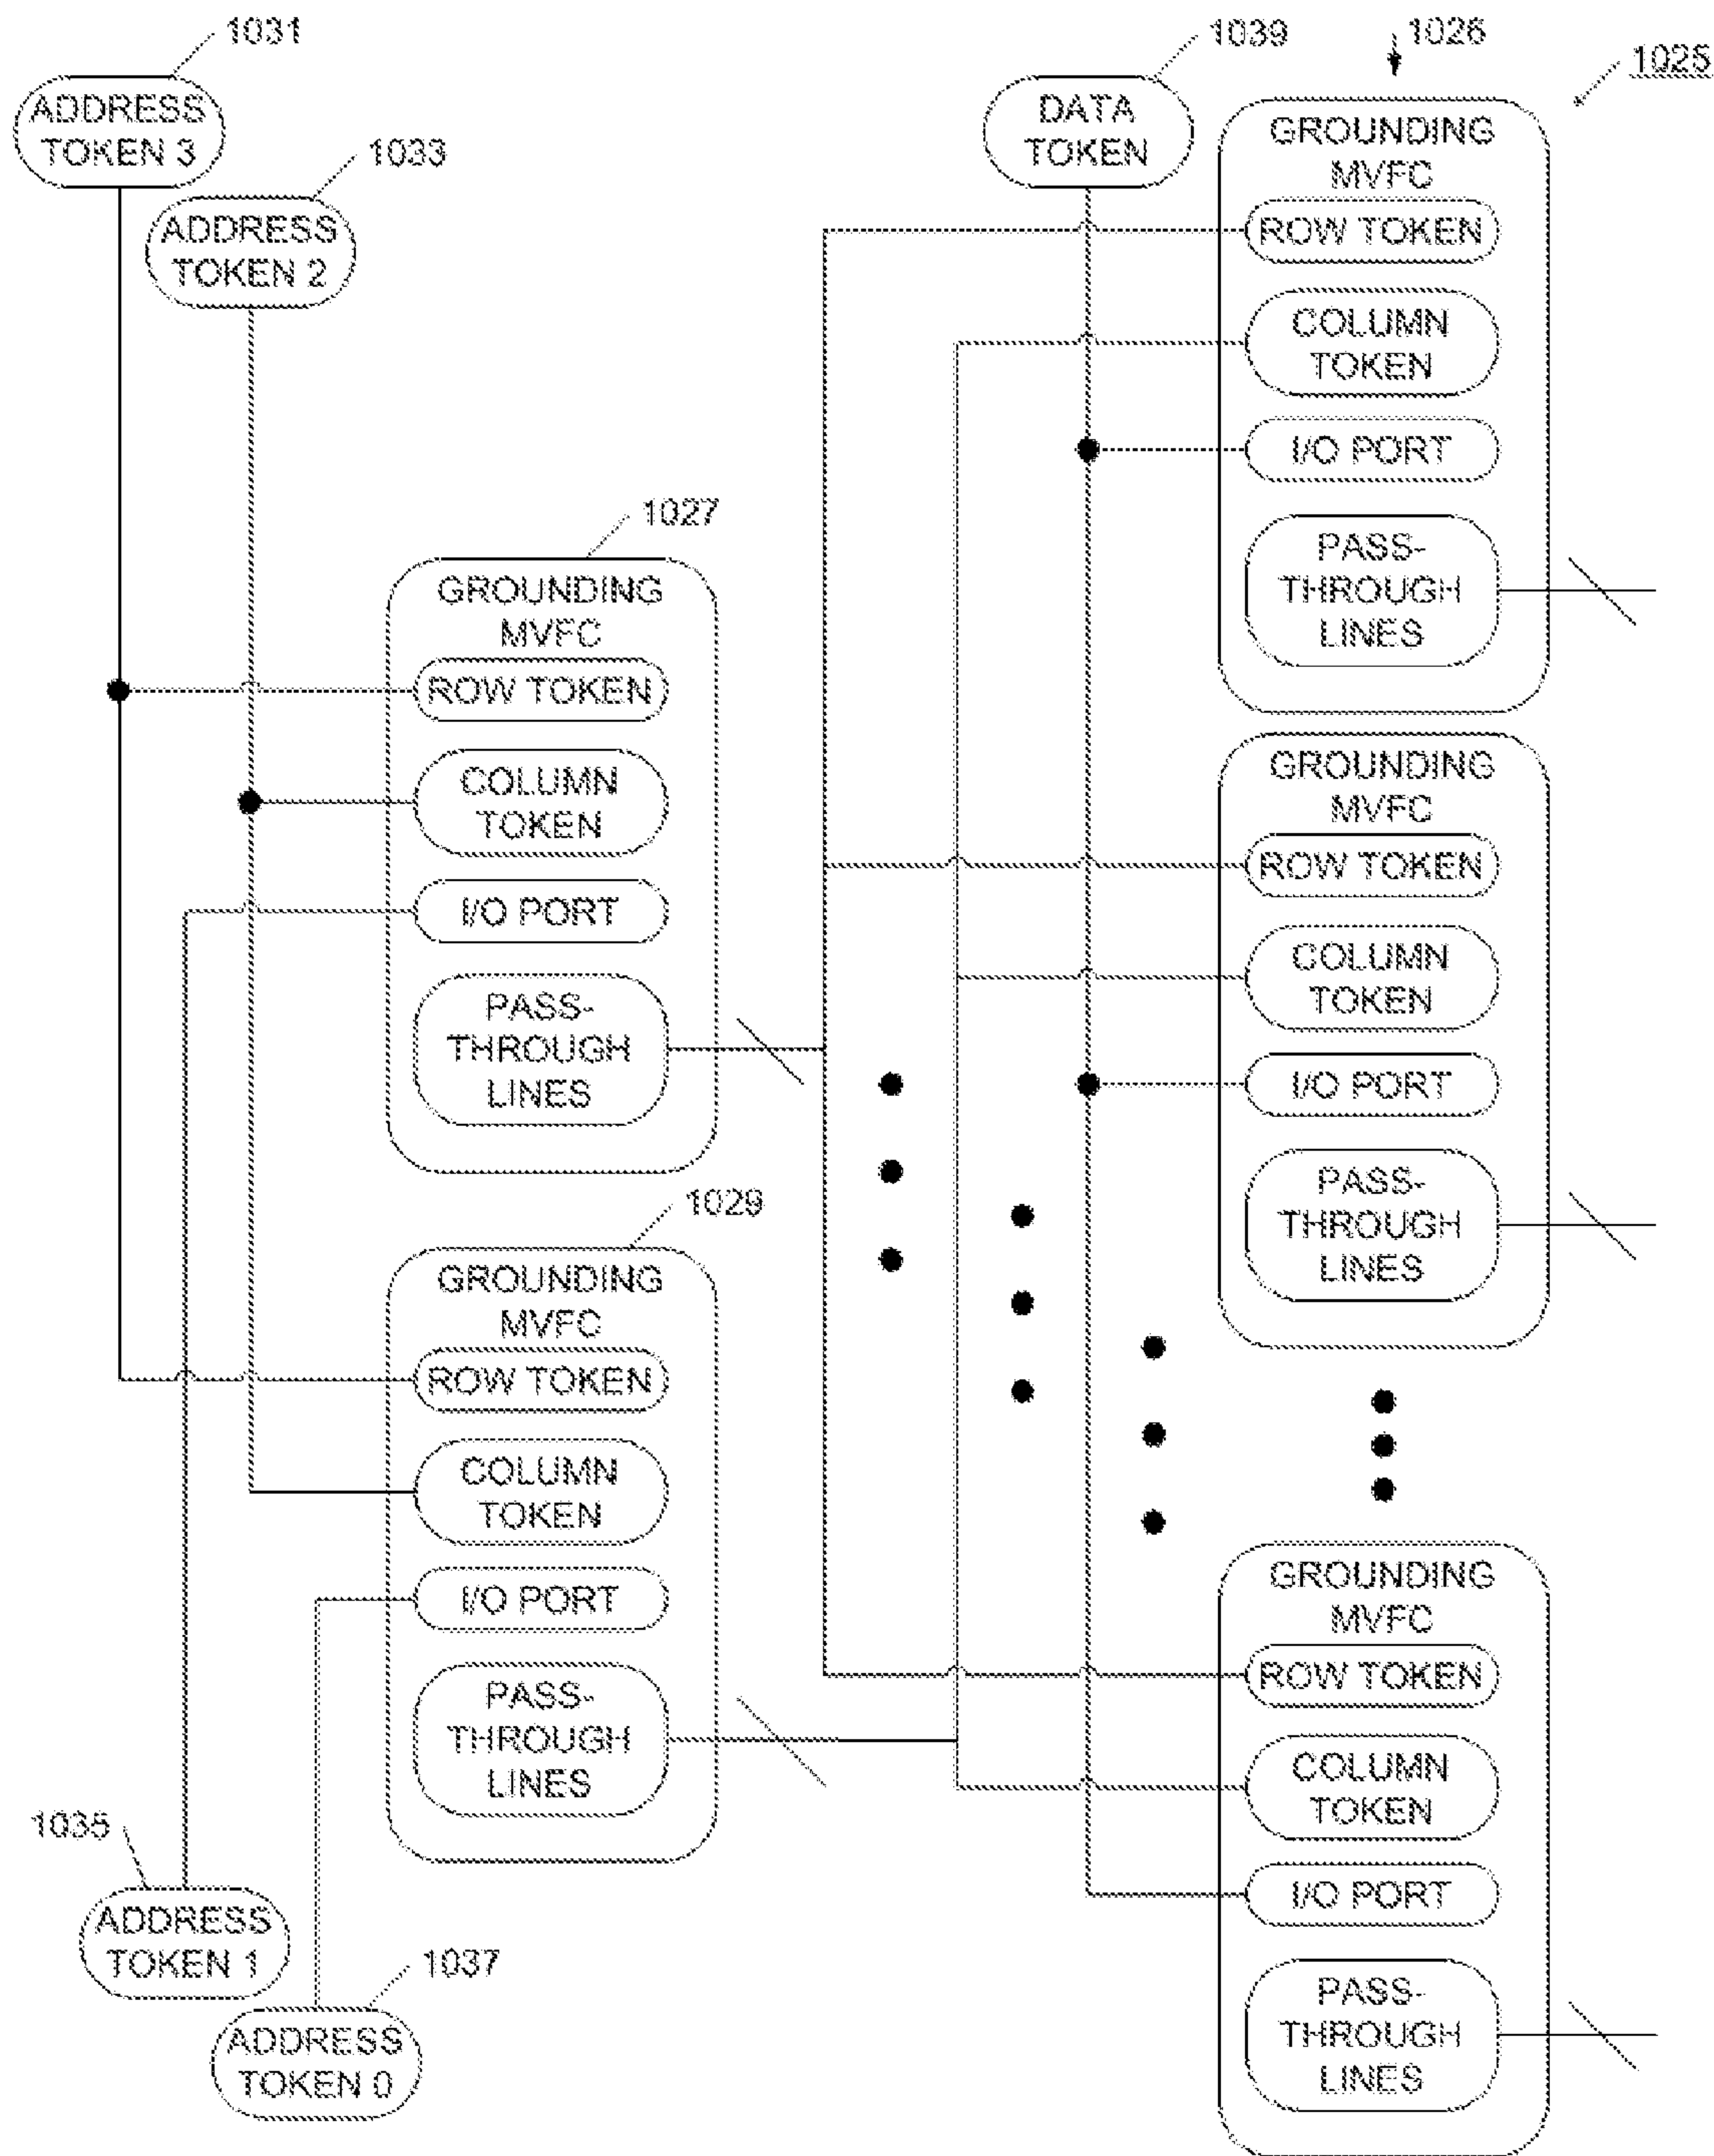 1031
ADDRESS
TOKEN 3
1033
ADDRESS
TOKEN 2
1039
DATA
TOKEN
1026
1025
GROUNDING
MVFC
ROW TOKEN
COLUMN
TOKEN
I/O PORT
PASS-
THROUGH
LINES
1027
GROUNDING
MVFC
ROW TOKEN
COLUMN
TOKEN
I/O PORT
PASS-
THROUGH
LINES
GROUNDING
MVFC
ROW TOKEN
COLUMN
TOKEN
I/O PORT
PASS-
THROUGH
LINES
1029
GROUNDING
MVFC
ROW TOKEN
COLUMN
TOKEN
I/O PORT
PASS-
THROUGH
LINES
GROUNDING
MVFC
ROW TOKEN
COLUMN
TOKEN
I/O PORT
PASS-
THROUGH
LINES
1035
ADDRESS
TOKEN 1
1037
ADDRESS
TOKEN 0